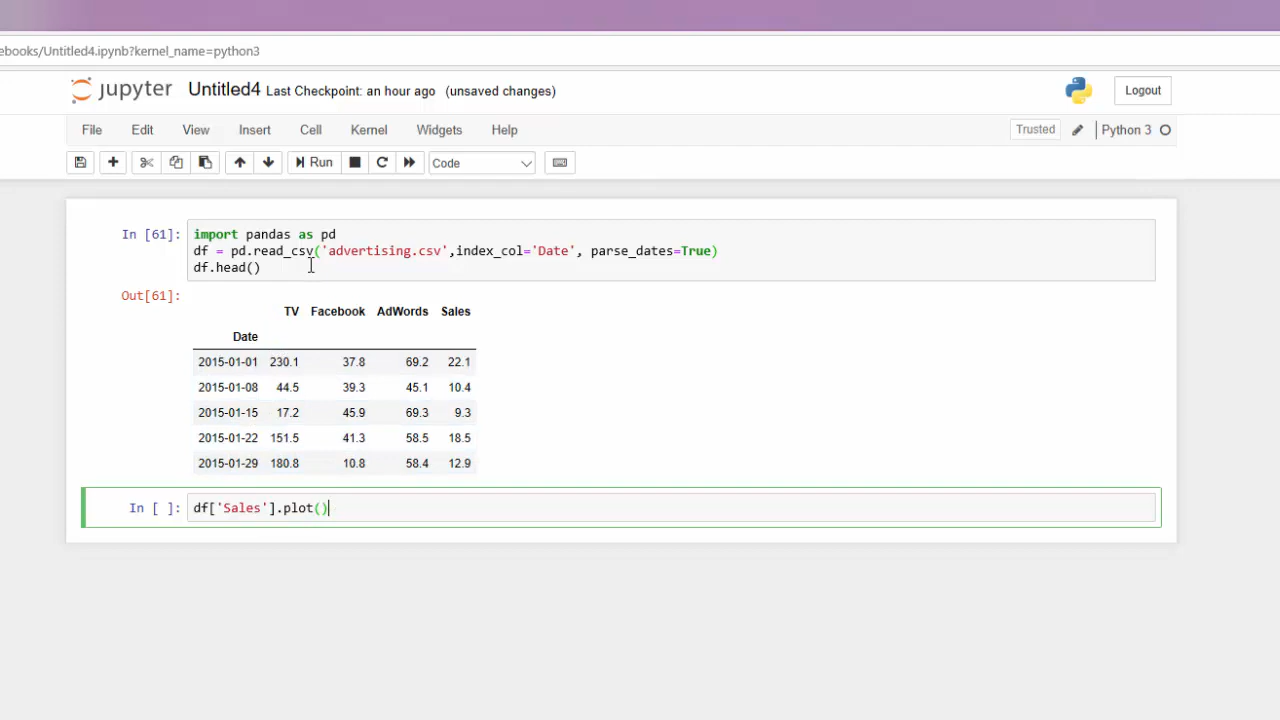 ebooks/Untitled4.ipynb?kernel_name=python3
jupyter Untitled4 Last Checkpoint: an hour ago (unsaved changes) Logout
File Edit View Insert Cell Kernel Widgets Help Trusted Python 3
Run Code
In [61]: import pandas as pd
df = pd.read_csv('advertising.csv',index_col='Date', parse_dates=True)
df.head()
Out[61]:
TV Facebook AdWords Sales
Date
2015-01-01 230.1 37.8 69.2 22.1
2015-01-08 44.5 39.3 45.1 10.4
2015-01-15 17.2 45.9 69.3 9.3
2015-01-22 151.5 41.3 58.5 18.5
2015-01-29 180.8 10.8 58.4 12.9
In [ ]: df['Sales'].plot()